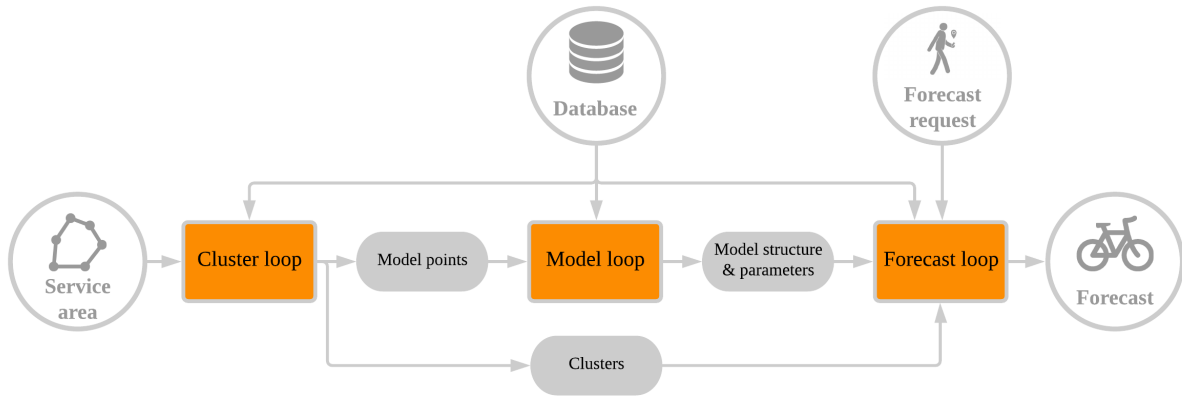 Database
Forecast
request
Service
area
Cluster loop
Model points
Model loop
Model structure
& parameters
Forecast loop
Forecast
Clusters